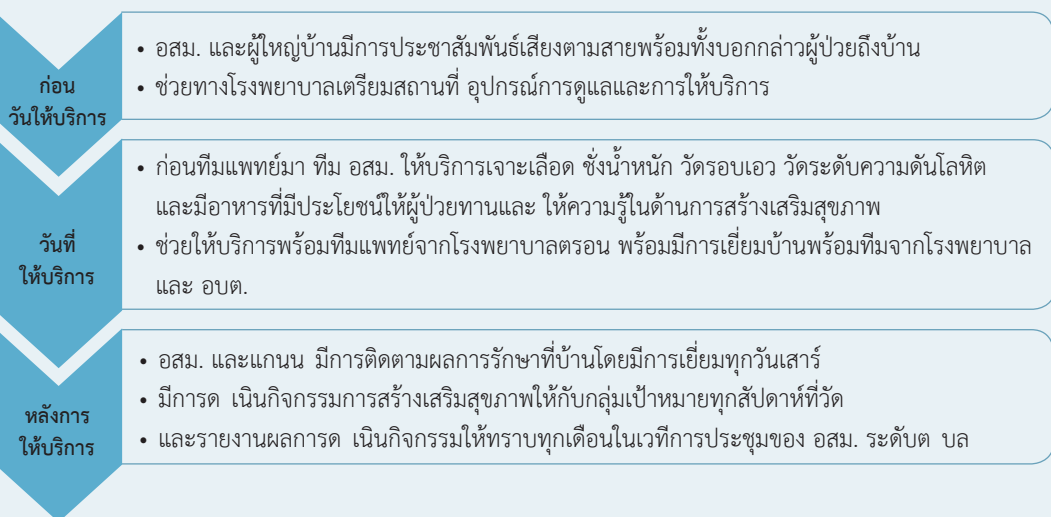 ก่อน
วันให้บริการ
• อสม. และผู้ใหญ่บ้านมีการประชาสัมพันธ์เสียงตามสายพร้อมทั้งบอกกล่าวผู้ป่วยถึงบ้าน
• ช่วยทางโรงพยาบาลเตรียมสถานที่ อุปกรณ์การดูแลและการให้บริการ
วันที่
ให้บริการ
• ก่อนทีมแพทย์มา ทีม อสม. ให้บริการเจาะเลือด ชั่งน้ำหนัก วัดรอบเอว วัดระดับความดันโลหิต
และมีอาหารที่มีประโยชน์ให้ผู้ป่วยทานและ ให้ความรู้ในด้านการสร้างเสริมสุขภาพ
• ช่วยให้บริการพร้อมทีมแพทย์จากโรงพยาบาลตรอน พร้อมมีการเยี่ยมบ้านพร้อมทีมจากโรงพยาบาล
และ อบต.
หลังการ
ให้บริการ
• อสม. และแกนน มีการติดตามผลการรักษาที่บ้านโดยมีการเยี่ยมทุกวันเสาร์
• มีการด เนินกิจกรรมการสร้างเสริมสุขภาพให้กับกลุ่มเป้าหมายทุกสัปดาห์ที่วัด
• และรายงานผลการด เนินกิจกรรมให้ทราบทุกเดือนในเวทีการประชุมของ อสม. ระดับต บล